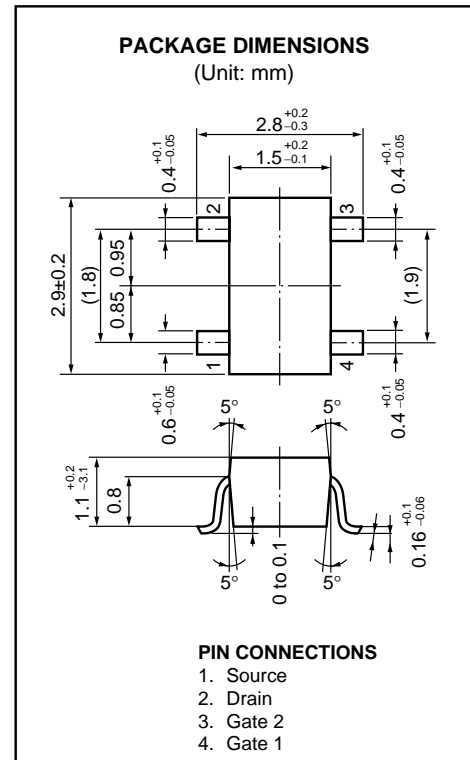 PACKAGE DIMENSIONS
(Unit: mm)
2.8 +0.2 −0.3
1.5 +0.2 −0.1
0.4 +0.1 −0.05
0.4 +0.1 −0.05
2
3
2.9±0.2
(1.8)
0.95
0.85
(1.9)
1
4
0.6 +0.1 −0.05
0.4 +0.1 −0.05
5°
5°
1.1 +0.2 −3.1
0.8
0 to 0.1
0.16 +0.1 −0.06
5°
5°
PIN CONNECTIONS
1. Source
2. Drain
3. Gate 2
4. Gate 1